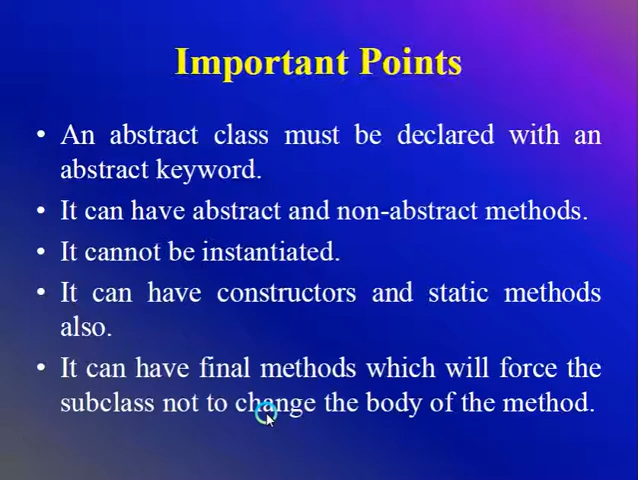 Important Points
• An abstract class must be declared with an
abstract keyword.
• It can have abstract and non-abstract methods.
• It cannot be instantiated.
• It can have constructors and static methods
also.
• It can have final methods which will force the
subclass not to change the body of the method.